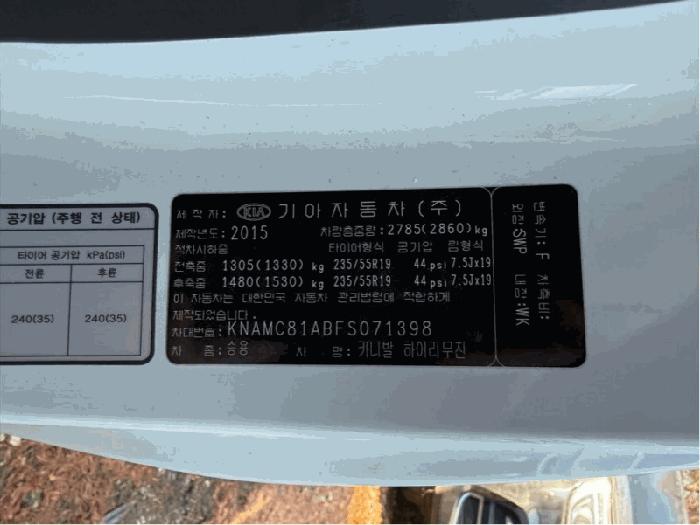 공기압 (주행 전 상태)
타이어 공기압 kPa(psi)
전륜 후륜
240(35) 240(35)
제 작 자: KIA 기아자동차(주)
제작년도: 2015 차량총중량: 2785(2860)kg
적차시하중 타이어형식 공기압 림형식
전축중 1305(1330) kg 235/55R19 44 psi 7.5Jx19
후축중 1480(1530) kg 235/55R19 44 psi 7.5Jx19
이 자동차는 대한민국 자동차 관리법령에 적합하게
제작되었습니다.
차대번호: KNAMC81ABFS071398
차 종: 승용 차 명: 카니발 하이리무진
변속기: F 차축비:
외장: SWP 내장: WK